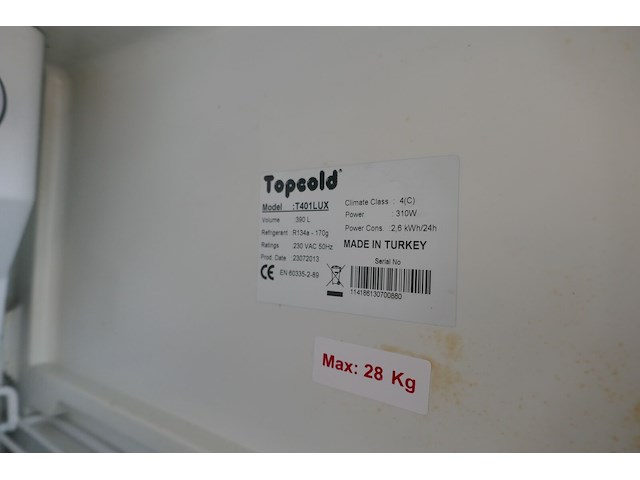 Topcold®
Model :T401LUX
Volume : 390 L
Refrigerant :R134a - 170g
Ratings : 230 VAC 50Hz
Prod. Date : 23072013
CE EN 60335-2-89
Climate Class : 4(C)
Power : 310W
Power Cons. : 2,6 kWh/24h
MADE IN TURKEY
Serial No
114186130700880
Max: 28 Kg